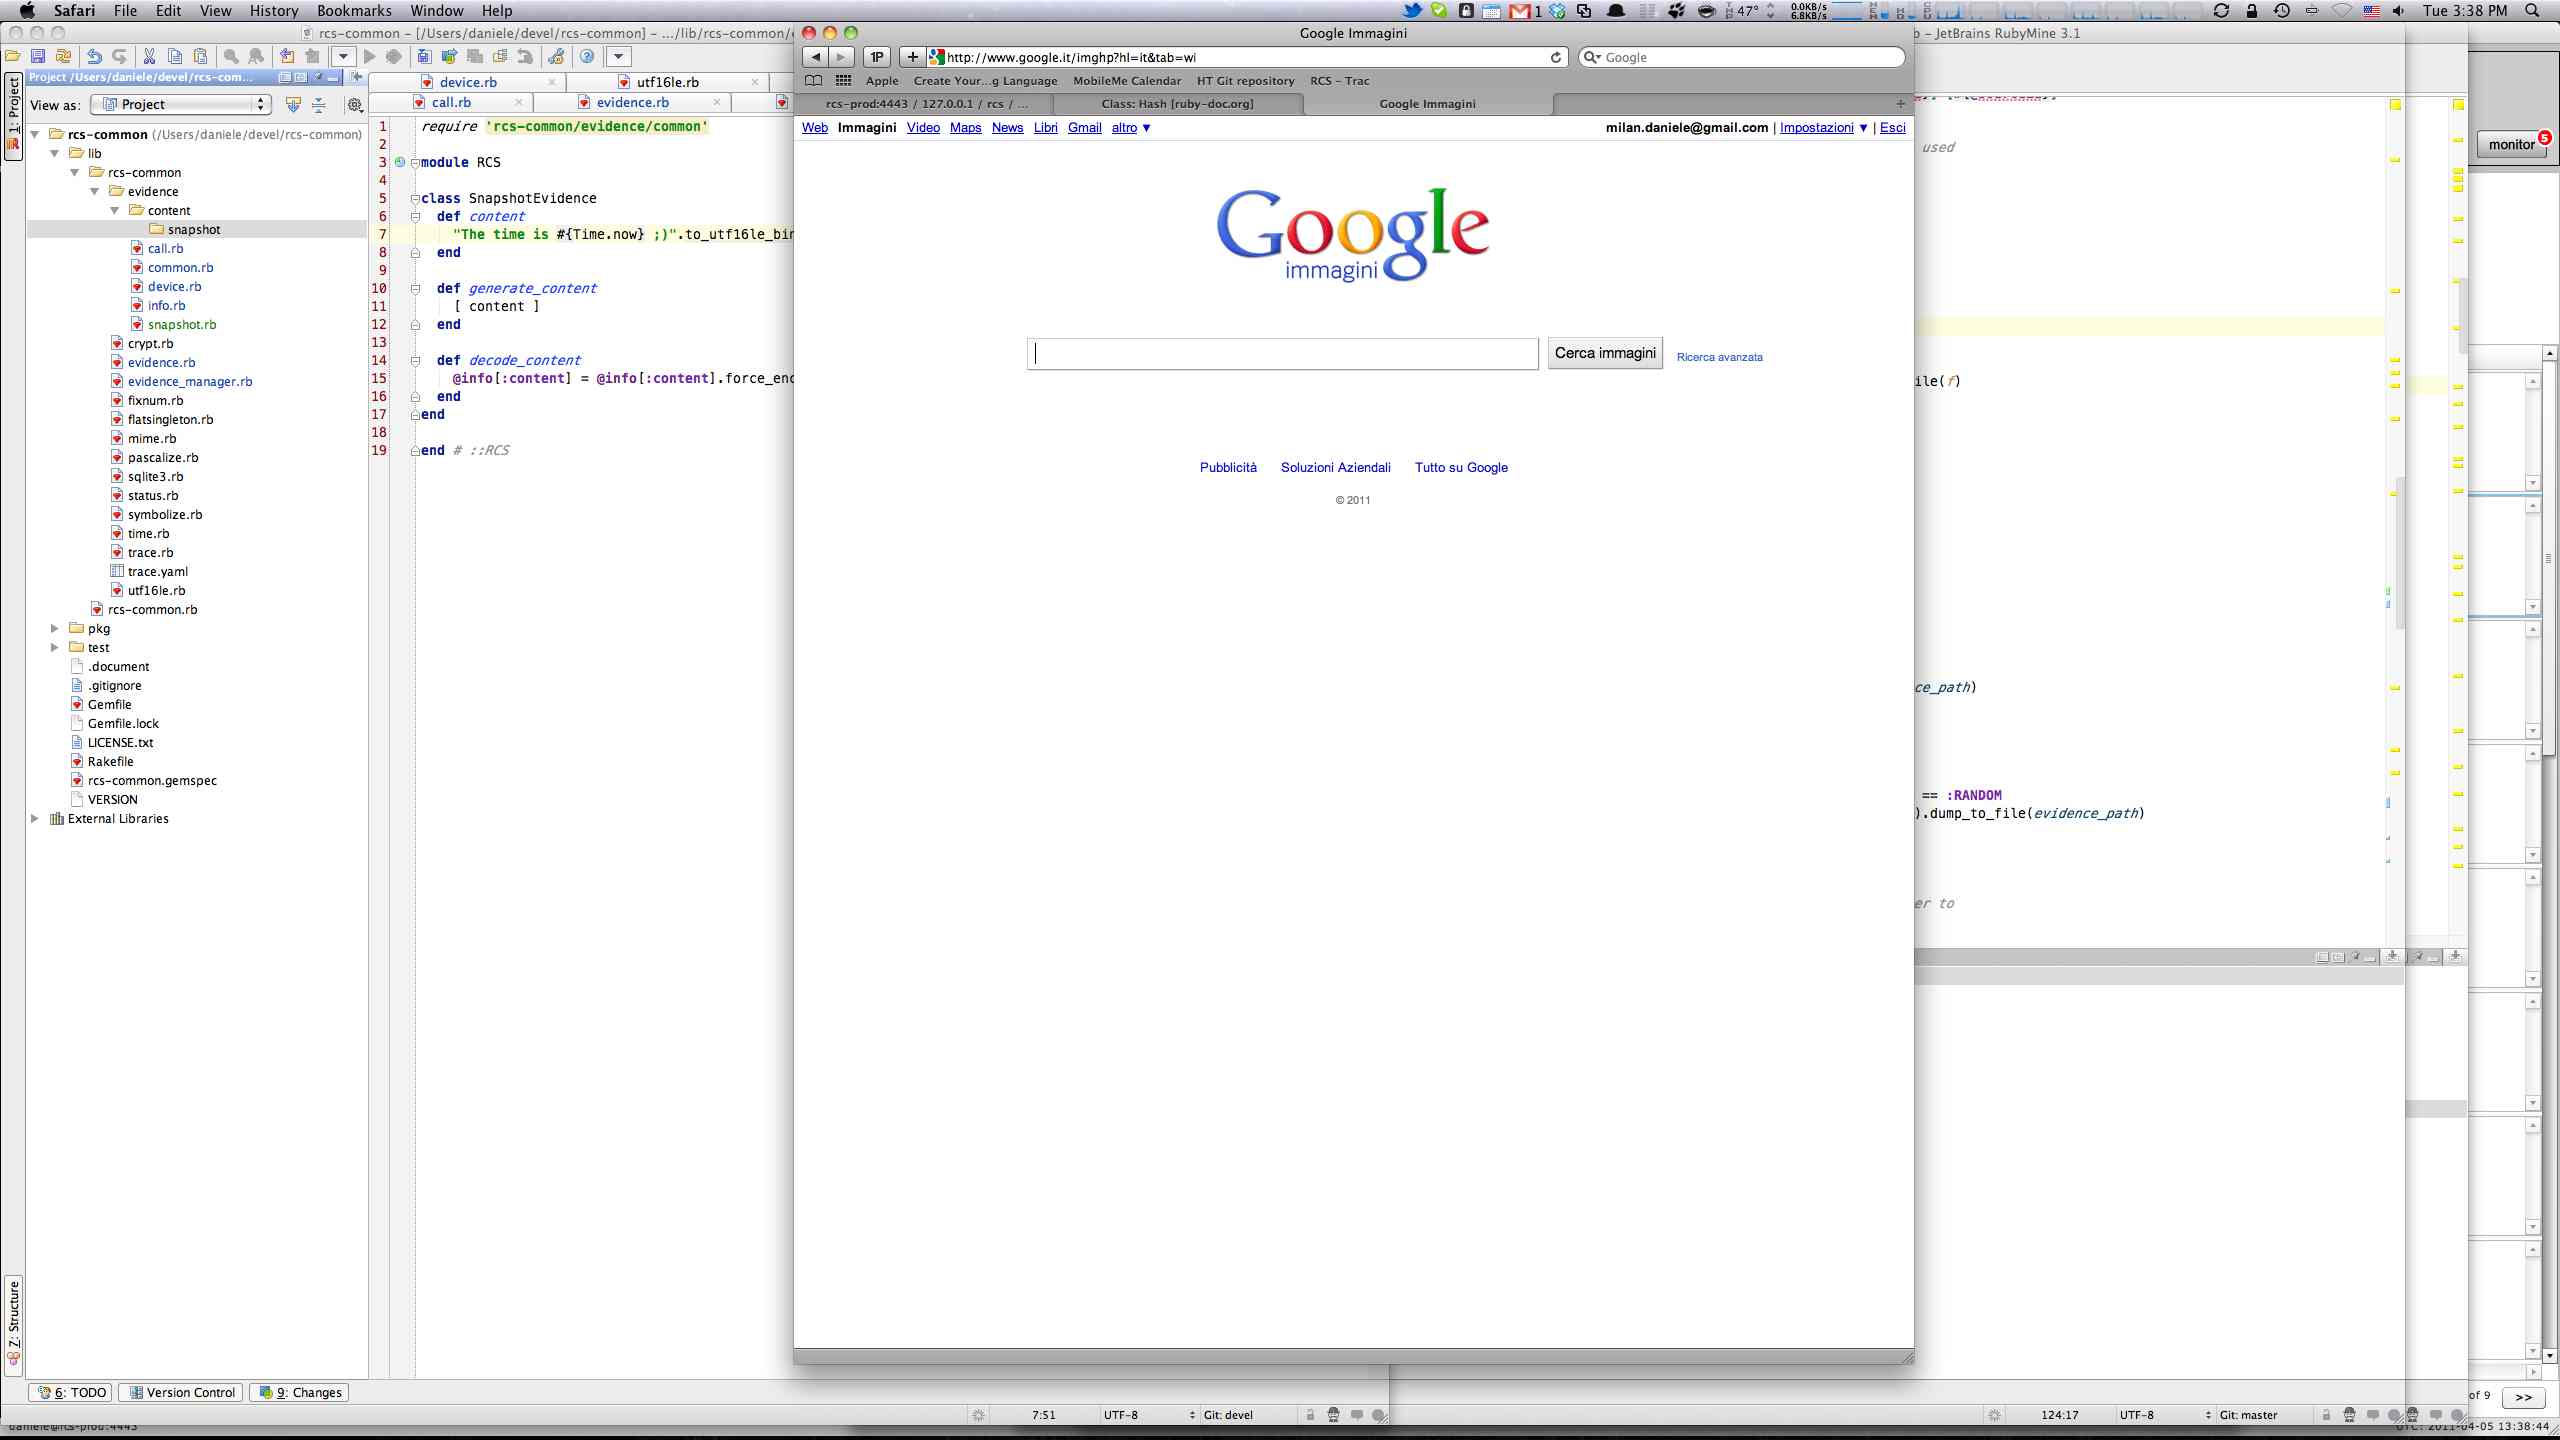 Safari File Edit View History Bookmarks Window Help
1 47° 0.0KB/s 6.8KB/s Tue 3:38 PM
rcs-common – [/Users/daniele/devel/rcs-common] – .../lib/rcs-common/
Google Immagini
– JetBrains RubyMine 3.1
1P
http://www.google.it/imghp?hl=it&tab=wi
Google
Apple Create Your...g Language MobileMe Calendar HT Git repository RCS – Trac
rcs-prod:4443 / 127.0.0.1 / rcs / ... Class: Hash [ruby-doc.org] Google Immagini
Web Immagini Video Maps News Libri Gmail altro ▼
milan.daniele@gmail.com | Impostazioni ▼ | Esci
Google
immagini
Cerca immagini
Ricerca avanzata
Pubblicità Soluzioni Aziendali Tutto su Google
© 2011
1: Project
Project /Users/daniele/devel/rcs-com...
View as: Project
rcs-common (/Users/daniele/devel/rcs-common)
lib
rcs-common
evidence
content
snapshot
call.rb
common.rb
device.rb
info.rb
snapshot.rb
crypt.rb
evidence.rb
evidence_manager.rb
fixnum.rb
flatsingleton.rb
mime.rb
pascalize.rb
sqlite3.rb
status.rb
symbolize.rb
time.rb
trace.rb
trace.yaml
utf16le.rb
rcs-common.rb
pkg
test
.document
.gitignore
Gemfile
Gemfile.lock
LICENSE.txt
Rakefile
rcs-common.gemspec
VERSION
External Libraries
device.rb utf16le.rb
call.rb evidence.rb
1 require 'rcs-common/evidence/common'
2
3 module RCS
4
5 class SnapshotEvidence
6 def content
7 "The time is #{Time.now} ;)".to_utf16le_bin
8 end
9
10 def generate_content
11 [ content ]
12 end
13
14 def decode_content
15 @info[:content] = @info[:content].force_enc
16 end
17 end
18
19 end # ::RCS
used
monitor 5
ile(f)
ce_path)
== :RANDOM
).dump_to_file(evidence_path)
er to
7: Structure
6: TODO Version Control 9: Changes
7:51 UTF-8 Git: devel
124:17 UTF-8 Git: master
of 9 >>
daniele@rcs-prod:4443
UTC: 2011-04-05 13:38:44